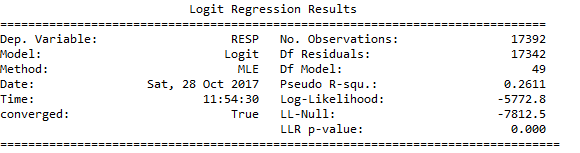 Logit Regression Results
==============================================================================
Dep. Variable: RESP No. Observations: 17392
Model: Logit Df Residuals: 17342
Method: MLE Df Model: 49
Date: Sat, 28 Oct 2017 Pseudo R-squ.: 0.2611
Time: 11:54:30 Log-Likelihood: -5772.8
converged: True LL-Null: -7812.5
LLR p-value: 0.000
================================================================================